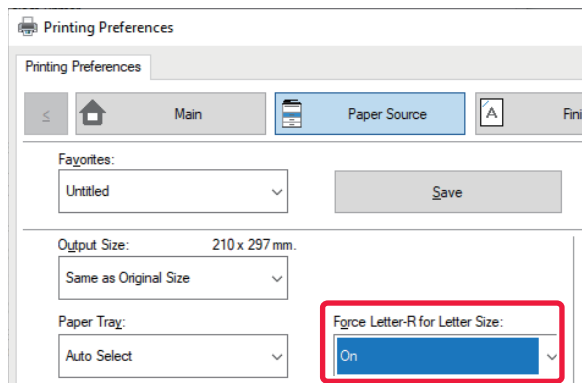 Printing Preferences
Printing Preferences
<
Main
Paper Source
A
Favorites:
Untitled
Save
Output Size: 210 x 297 mm.
Same as Original Size
Paper Tray:
Force Letter-R for Letter Size:
Auto Select
On